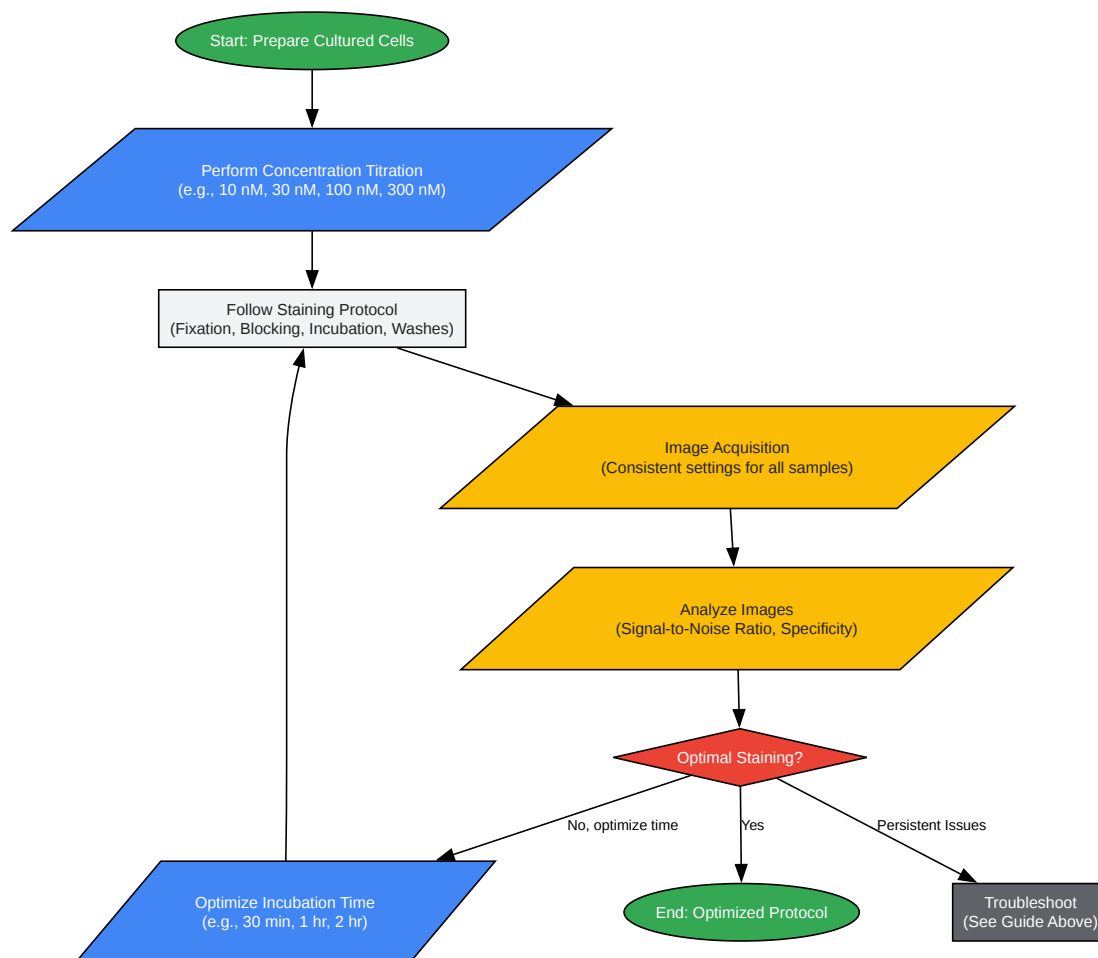 Start: Prepare Cultured Cells
Perform Concentration Titration
(e.g., 10 nM, 30 nM, 100 nM, 300 nM)
Follow Staining Protocol
(Fixation, Blocking, Incubation, Washes)
Image Acquisition
(Consistent settings for all samples)
Analyze Images
(Signal-to-Noise Ratio, Specificity)
Optimal Staining?
No, optimize time
Yes
Persistent Issues
Optimize Incubation Time
(e.g., 30 min, 1 hr, 2 hr)
End: Optimized Protocol
Troubleshoot
(See Guide Above)